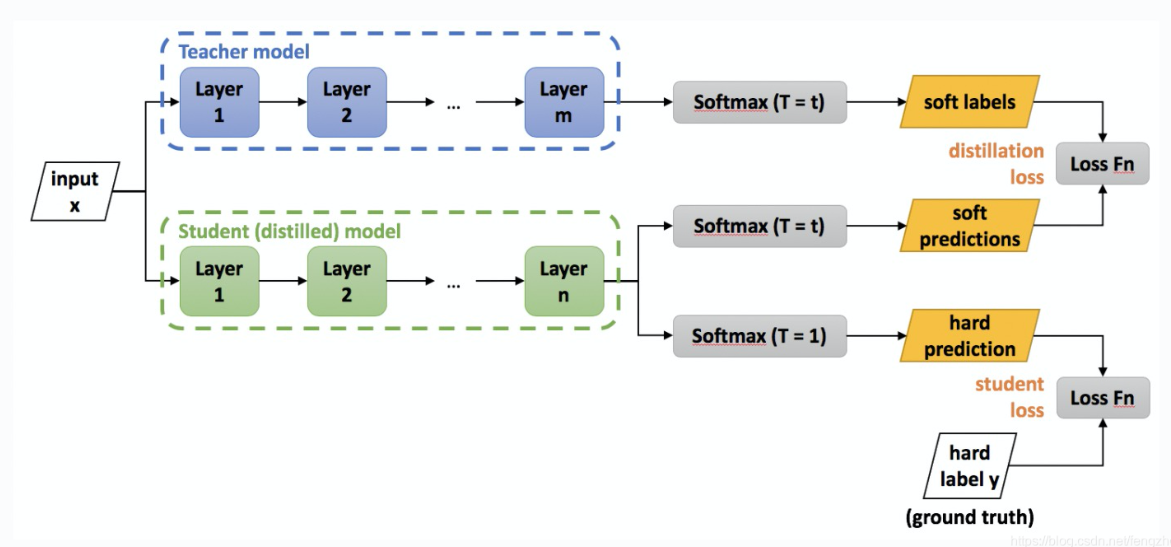 Teacher model
Layer
1
Layer
2
...
Layer
m
Softmax (T = t)
soft labels
distillation
loss
Loss Fn
input
x
Student (distilled) model
Layer
1
Layer
2
...
Layer
n
Softmax (T = t)
soft
predictions
Softmax (T = 1)
hard
prediction
student
loss
Loss Fn
hard
label y
(ground truth)
https://blog.csdn.net/fengzh